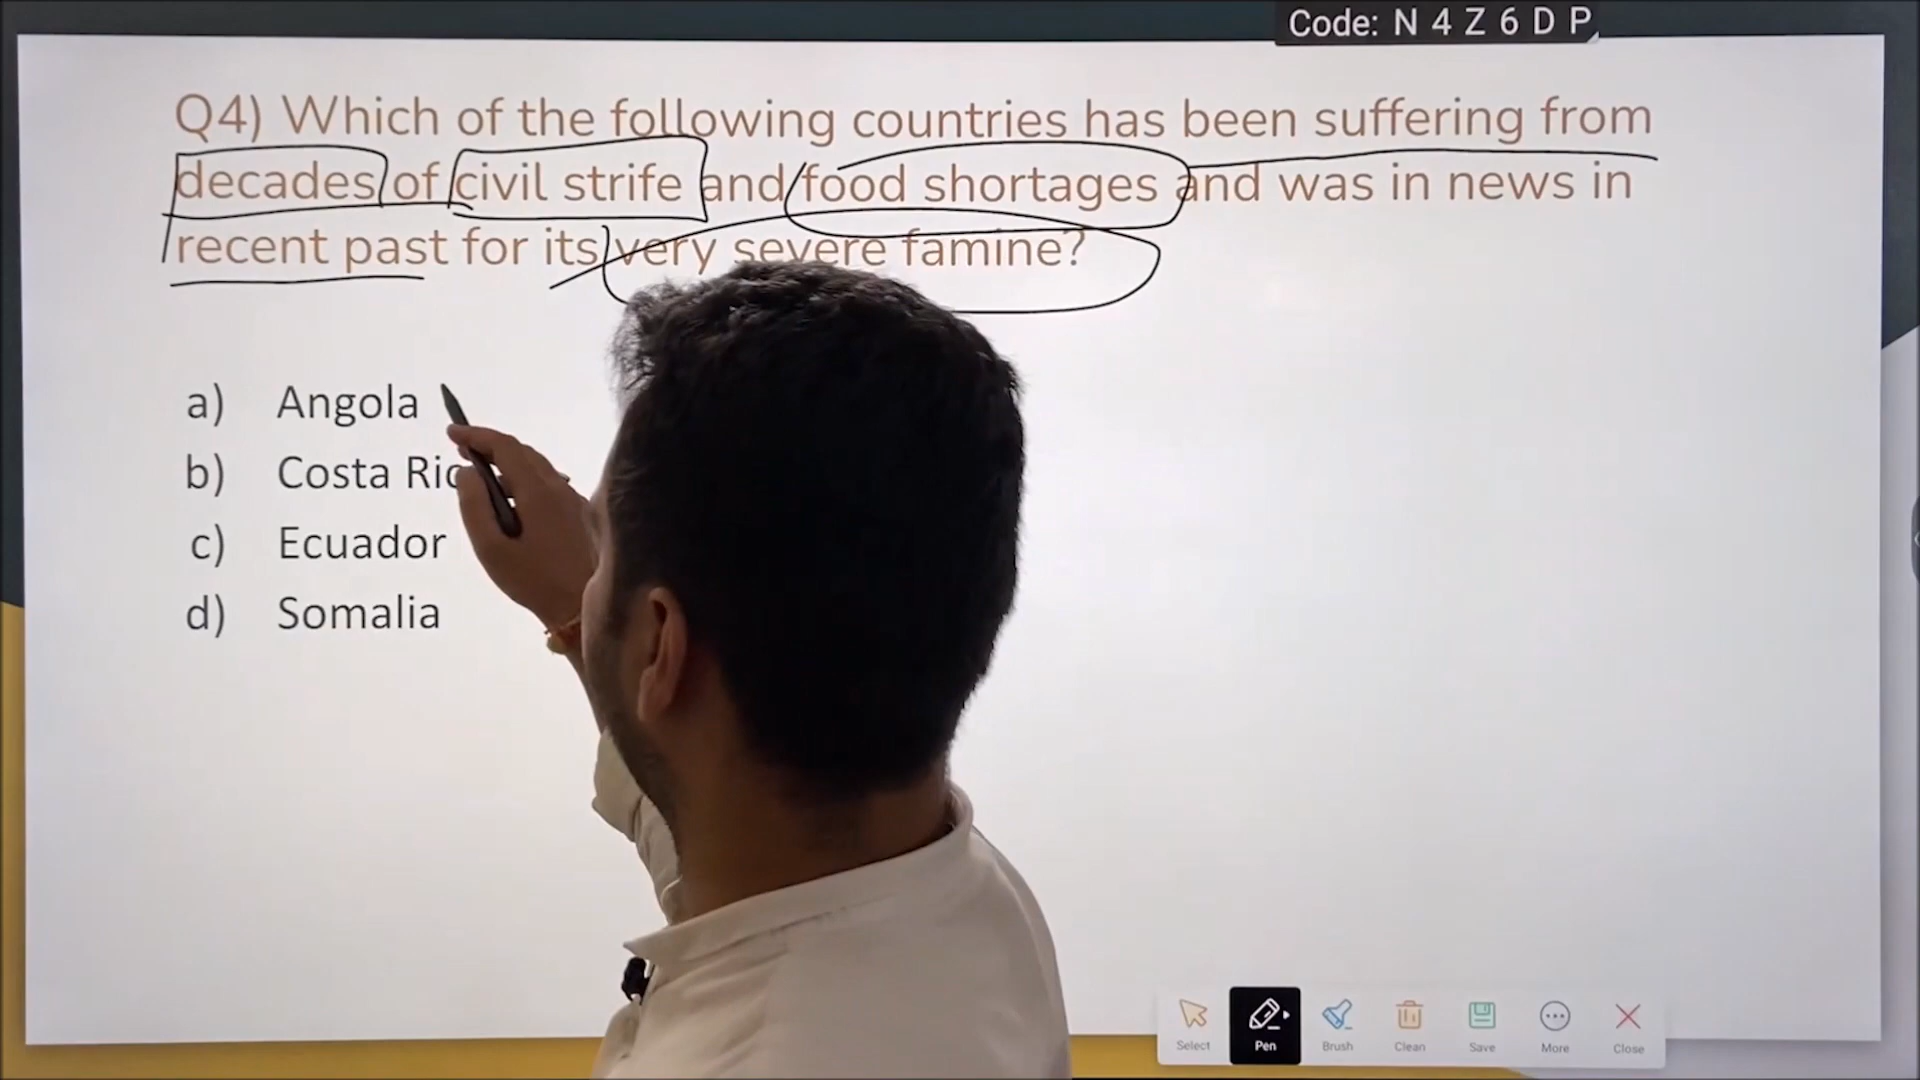 Code: N 4 Z 6 D P
Q4) Which of the following countries has been suffering from
decades of civil strife and food shortages and was in news in
recent past for its very severe famine?
a) Angola
b) Costa Ric
c) Ecuador
d) Somalia
Select
Pen
Brush
Clean
Save
More
Close